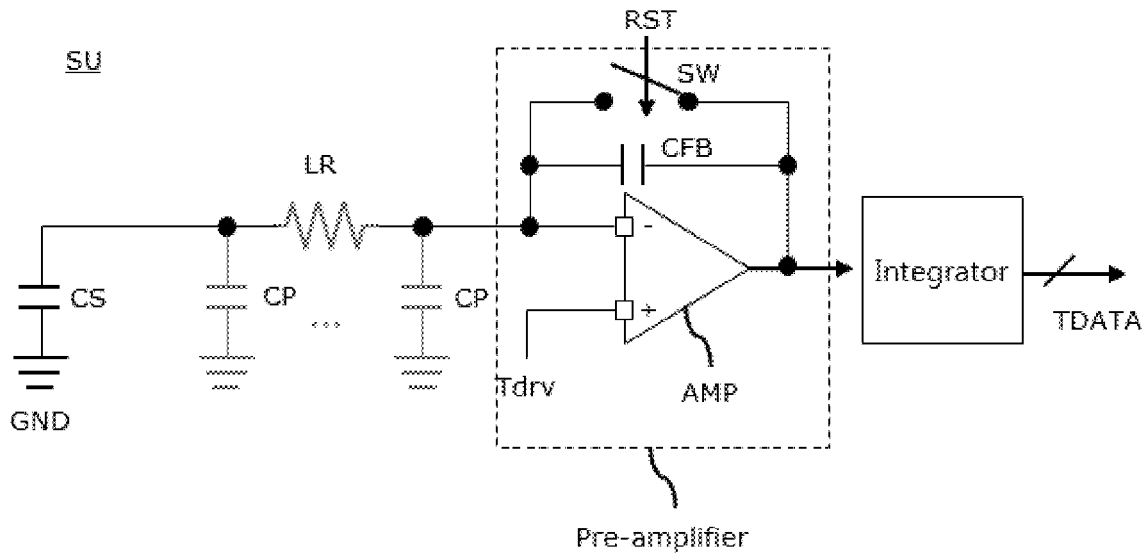 RST
SU
SW
CFB
LR
-
CS
CP
CP
...
+
Integrator
TDATA
Tdrv
AMP
GND
Pre-amplifier